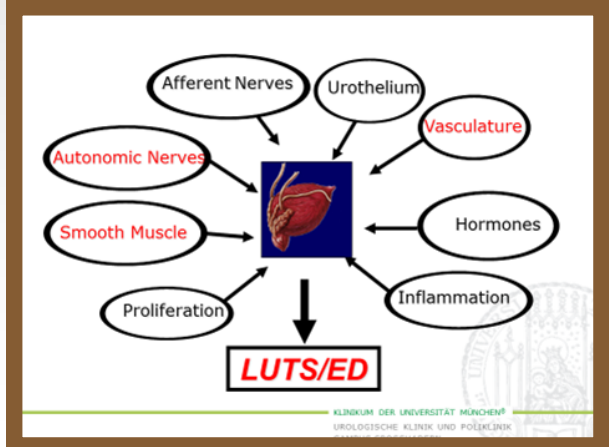 Afferent Nerves
Urothelium
Vasculature
Autonomic Nerves
Smooth Muscle
Hormones
Proliferation
Inflammation
LUTS/ED
KLINIKUM DER UNIVERSITÄT MÜNCHEN®
UROLOGISCHE KLINIK UND POLIKLINIK